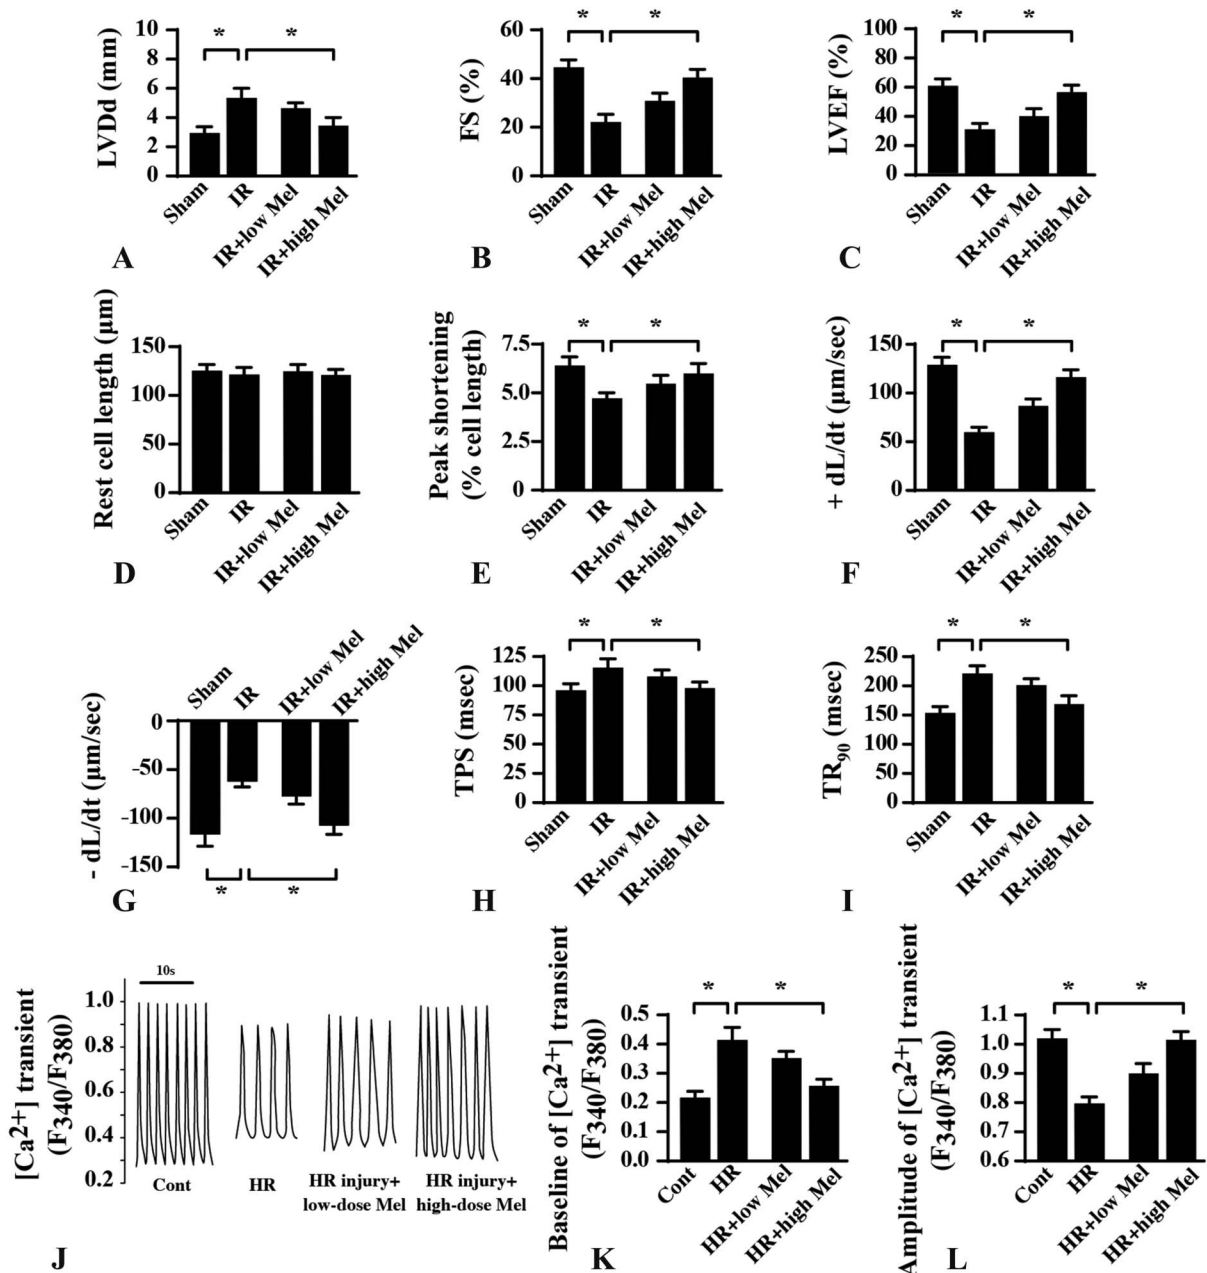 LVDd (mm)
10
8
6
4
2
0
*
*
Sham
IR
IR+low Mel
IR+high Mel
A
FS (%)
60
40
20
0
*
*
Sham
IR
IR+low Mel
IR+high Mel
B
LVEF (%)
100
80
60
40
20
0
*
*
Sham
IR
IR+low Mel
IR+high Mel
C
Rest cell length (μm)
150
100
50
0
Sham
IR
IR+low Mel
IR+high Mel
D
Peak shortening
(% cell length)
7.5
5.0
2.5
0
*
*
Sham
IR
IR+low Mel
IR+high Mel
E
+ dL/dt (μm/sec)
150
100
50
0
*
*
Sham
IR
IR+low Mel
IR+high Mel
F
- dL/dt (μm/sec)
Sham
IR
IR+low Mel
IR+high Mel
0
-50
-100
-150
*
*
G
TPS (msec)
125
100
75
50
25
0
*
*
Sham
IR
IR+low Mel
IR+high Mel
H
TR90 (msec)
250
200
150
100
50
0
*
*
Sham
IR
IR+low Mel
IR+high Mel
I
[Ca2+] transient
(F340/F380)
10s
1.0
0.8
0.6
0.4
0.2
Cont
HR
HR injury+
low-dose Mel
HR injury+
high-dose Mel
J
Baseline of [Ca2+] transient
(F340/F380)
0.5
0.4
0.3
0.2
0.1
0.0
*
*
Cont
HR
HR+low Mel
HR+high Mel
K
Amplitude of [Ca2+] transient
(F340/F380)
1.1
1.0
0.9
0.8
0.7
0.6
*
*
Cont
HR
HR+low Mel
HR+high Mel
L